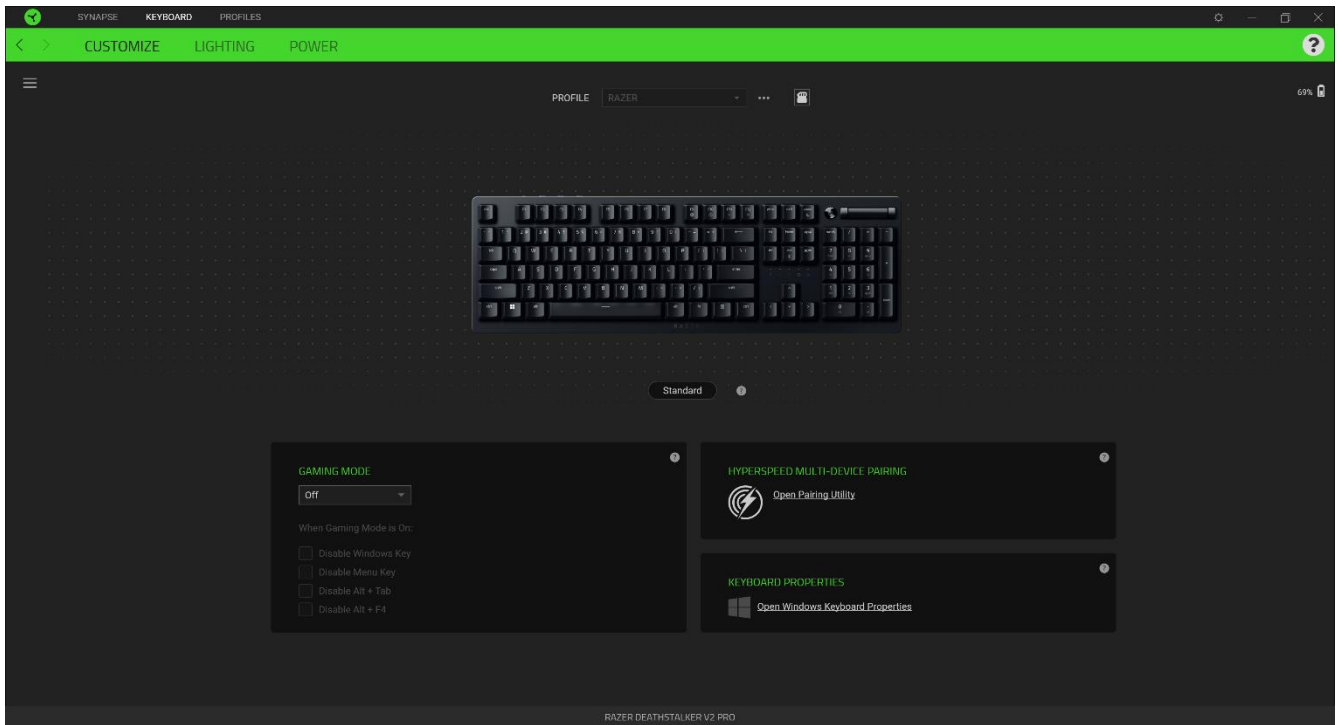 SYNAPSE KEYBOARD PROFILES
CUSTOMIZE LIGHTING POWER ?
PROFILE RAZER
69%
Standard ?
GAMING MODE ?
Off
When Gaming Mode is On:
Disable Windows Key
Disable Menu Key
Disable Alt + Tab
Disable Alt + F4
HYPERSPEED MULTI-DEVICE PAIRING ?
Open Pairing Utility
KEYBOARD PROPERTIES ?
Open Windows Keyboard Properties
RAZER DEATHSTALKER V2 PRO